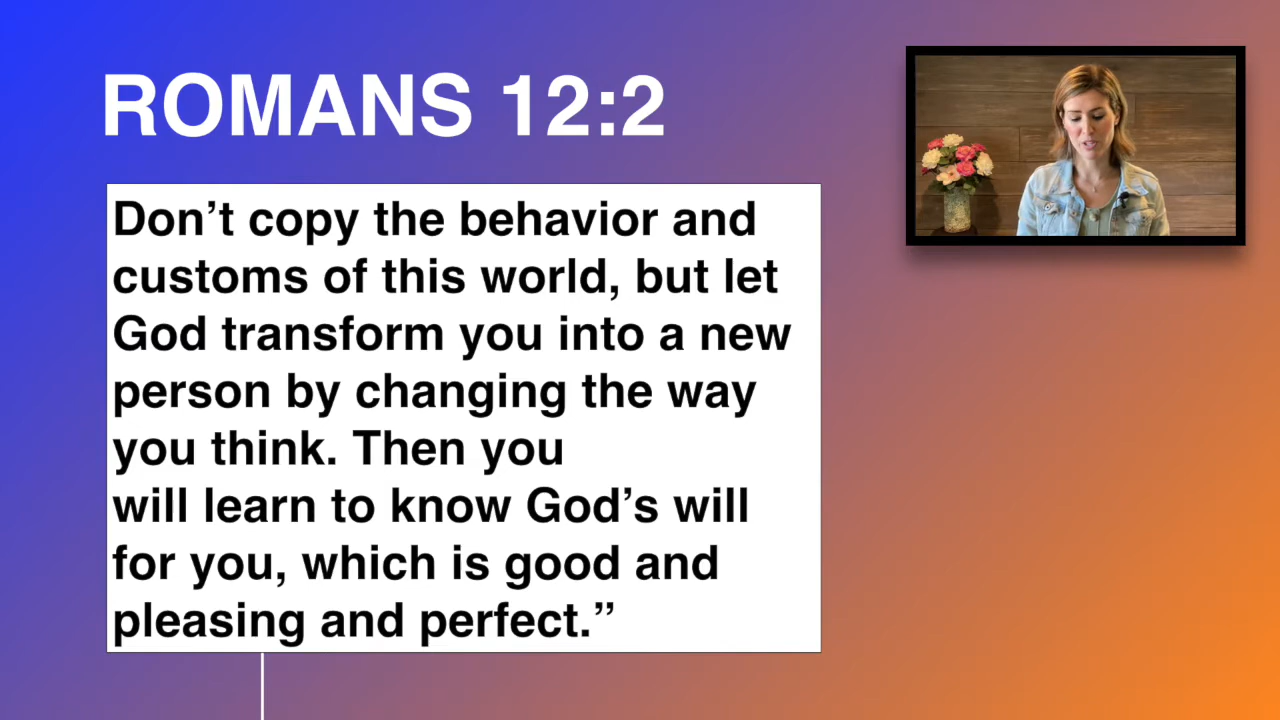 ROMANS 12:2
Don’t copy the behavior and
customs of this world, but let
God transform you into a new
person by changing the way
you think. Then you
will learn to know God’s will
for you, which is good and
pleasing and perfect.”